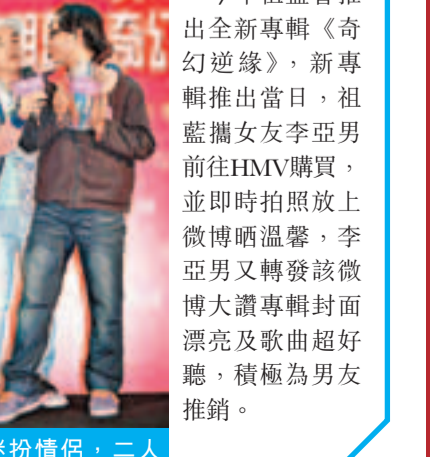 出全新專輯《奇
幻逆緣》，新專
輯推出當日，祖
藍攜女友李亞男
前往HMV購買，
並即時拍照放上
微博晒溫馨，李
亞男又轉發該微
博大讚專輯封面
漂亮及歌曲超好
聽，積極為男友
推銷。
扮情侶，二人